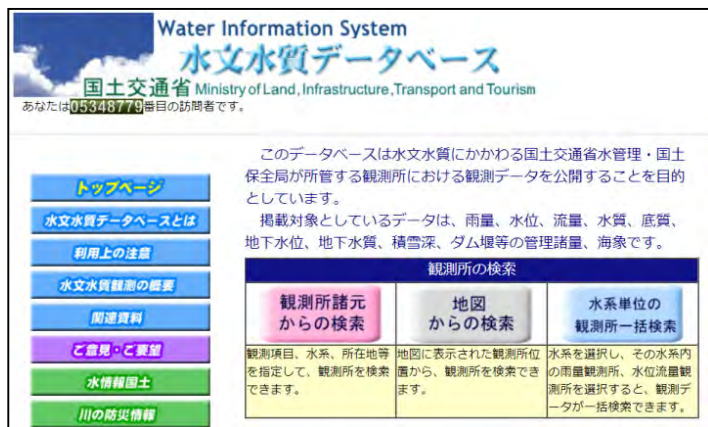 Water Information System
水文水質データベース
国土交通省 Ministry of Land, Infrastructure, Transport and Tourism
あなたは05348779番目の訪問者です。
トップページ
水文水質データベースとは
利用上の注意
水文水質観測の概要
関連資料
ご意見・ご要望
水情報国土
川の防災情報
このデータベースは水文水質にかかわる国土交通省水管理・国土
保全局が所管する観測所における観測データを公開することを目的
としています。
掲載対象としているデータは、雨量、水位、流量、水質、底質、
地下水位、地下水質、積雪深、ダム堰等の管理諸量、海象です。
観測所の検索
観測所諸元
からの検索
地図
からの検索
水系単位の
観測所一括検索
観測項目、水系、所在地等
を指定して、観測所を検索
できます。
地図に表示された観測所位
置から、観測所を検索でき
ます。
水系を選択し、その水系内
の雨量観測所、水位流量観
測所を選択すると、観測デ
ータが一括検索できます。